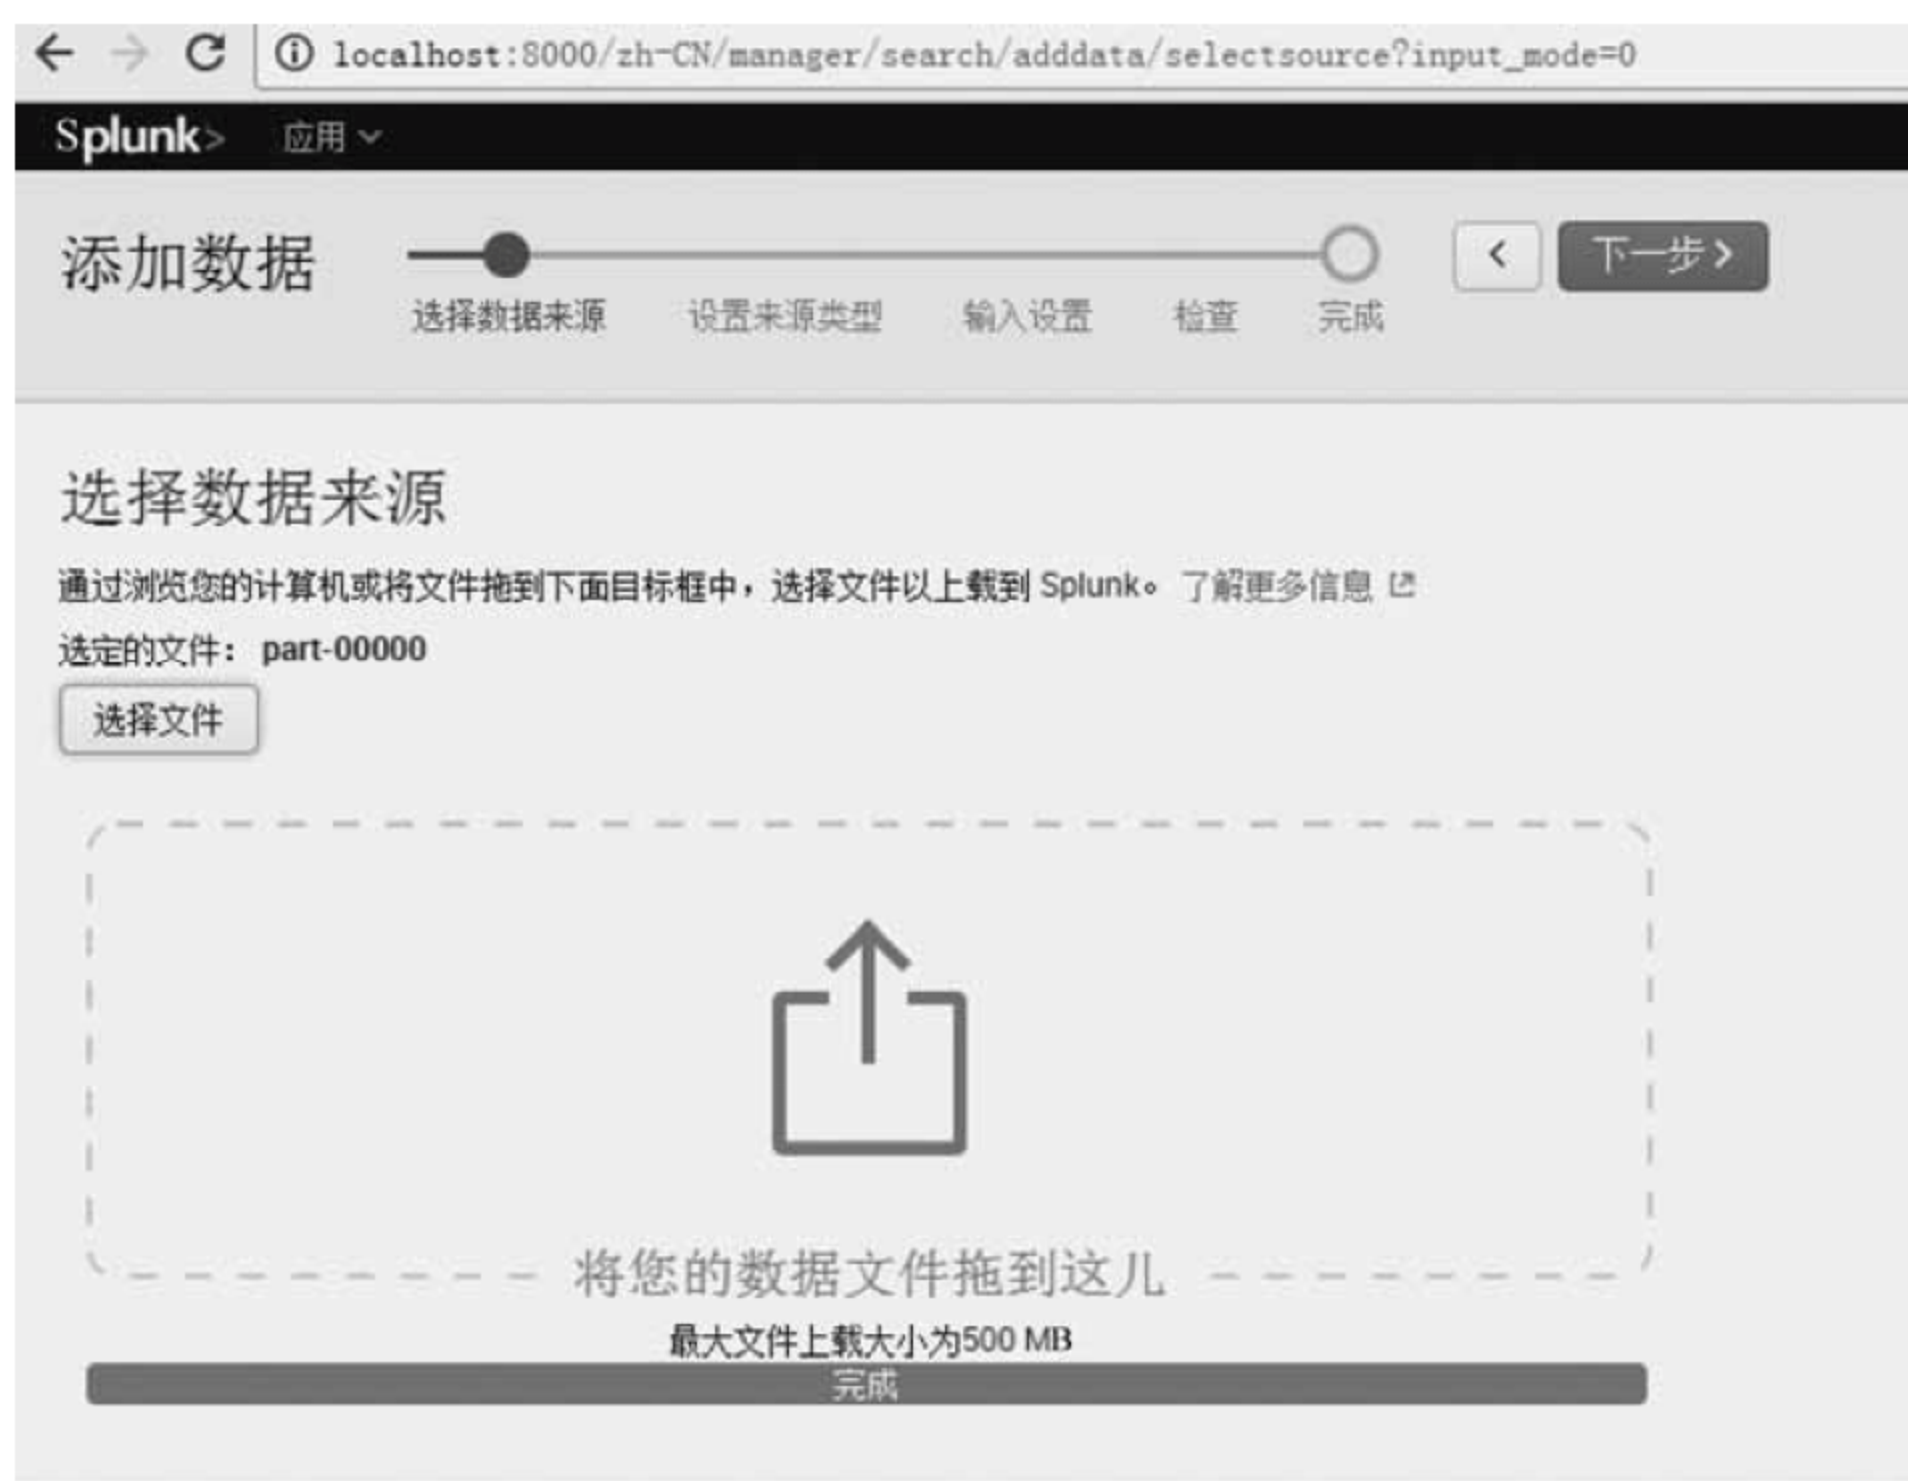 localhost:8000/zh-CN/manager/search/adddata/selectsource?input_mode=0
Splunk> 应用
添加数据
选择数据来源 设置来源类型 输入设置 检查 完成
下一步
选择数据来源
通过浏览您的计算机或将文件拖到下面目标框中，选择文件以上载到 Splunk。了解更多信息
选定的文件： part-00000
选择文件
将您的数据文件拖到这儿
最大文件上载大小为500 MB
完成